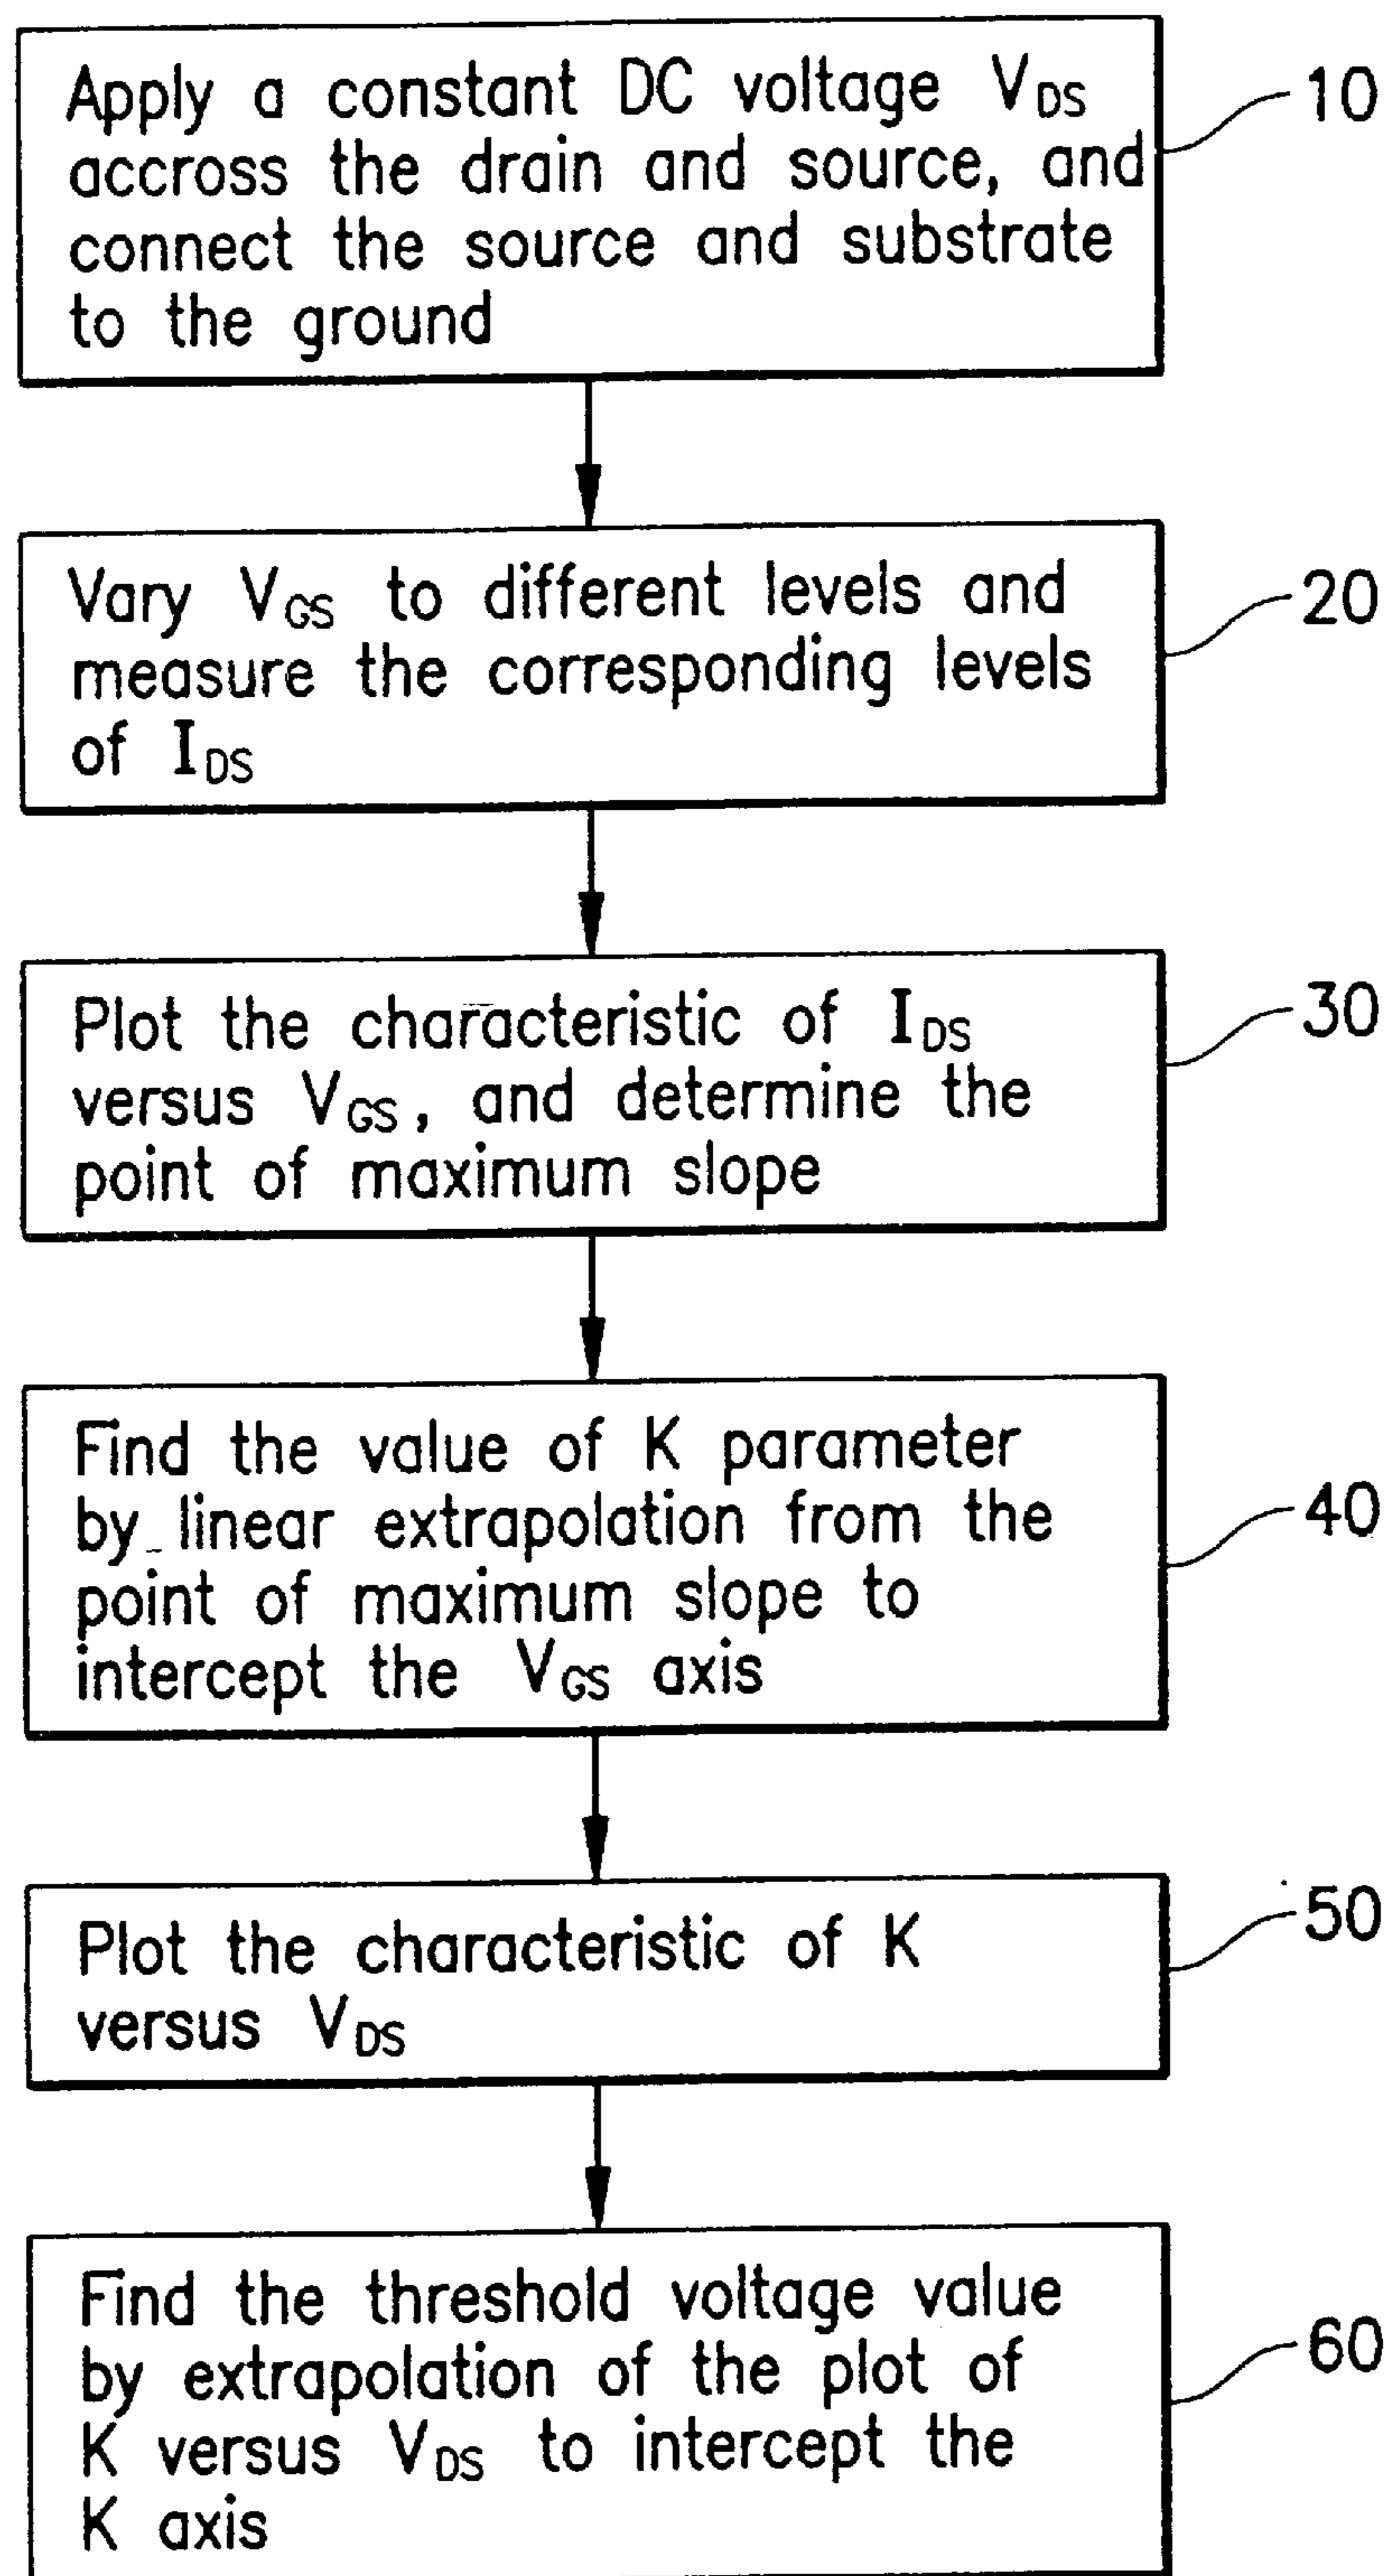 Apply a constant DC voltage VDS
accross the drain and source, and
connect the source and substrate
to the ground
10
Vary VGS to different levels and
measure the corresponding levels
of IDS
20
Plot the characteristic of IDS
versus VGS, and determine the
point of maximum slope
30
Find the value of K parameter
by linear extrapolation from the
point of maximum slope to
intercept the VGS axis
40
Plot the characteristic of K
versus VDS
50
Find the threshold voltage value
by extrapolation of the plot of
K versus VDS to intercept the
K axis
60